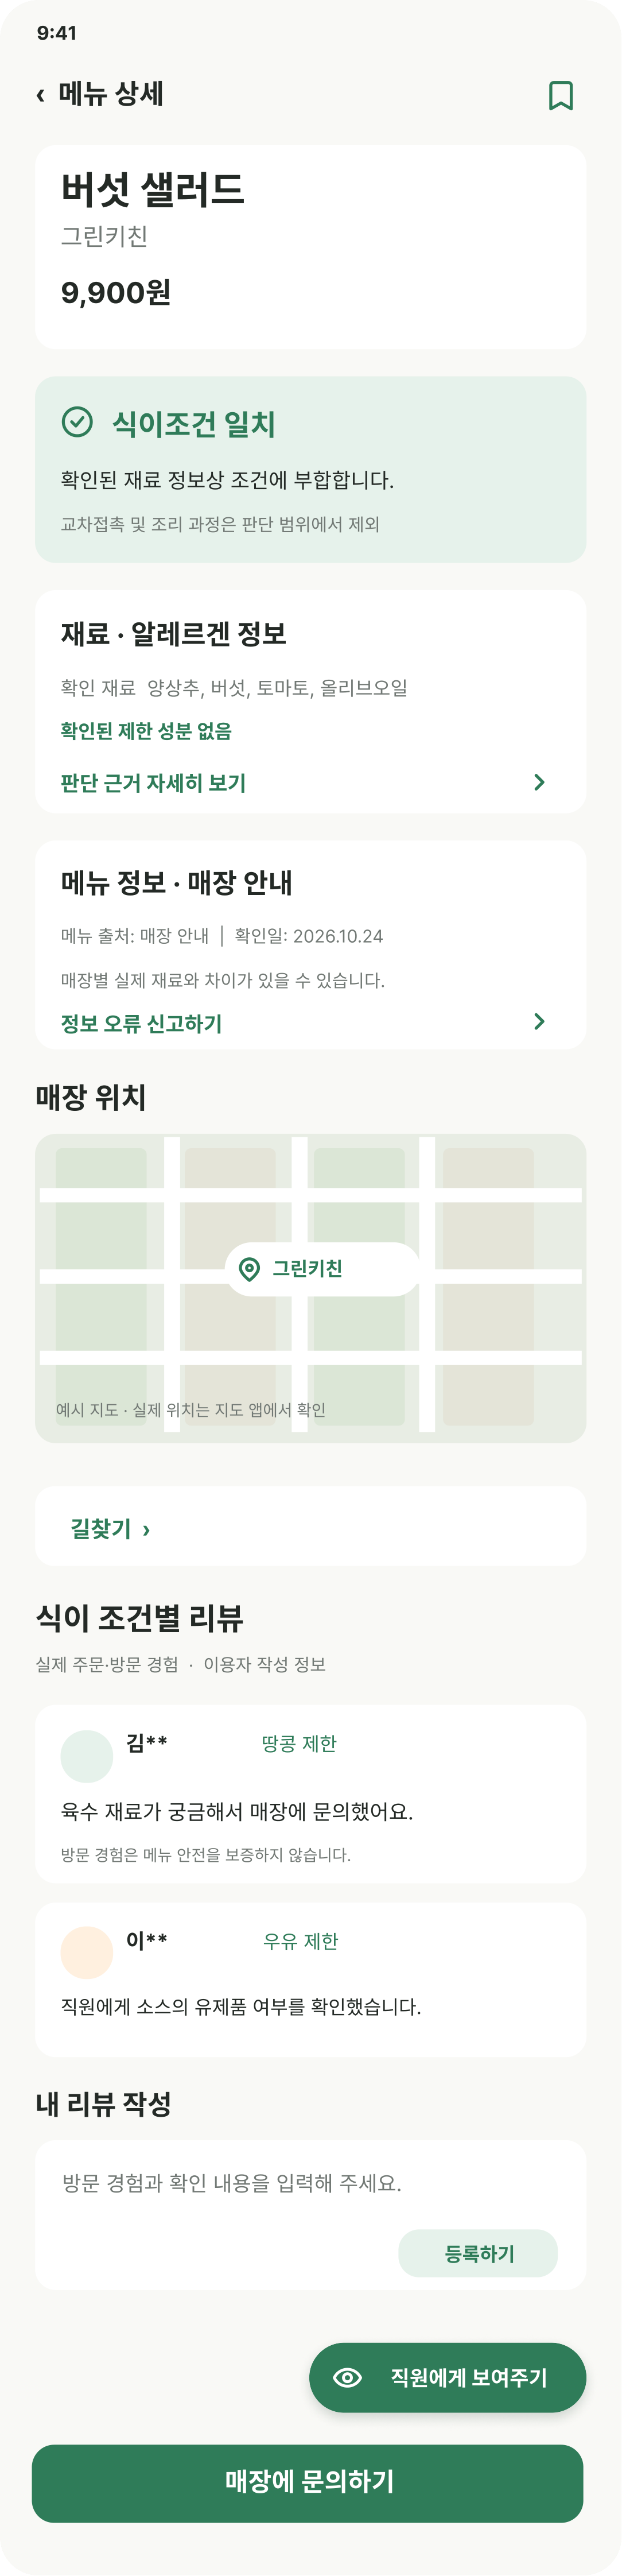 9:41
‹ 메뉴 상세
버섯 샐러드
그린키친
9,900원
식이조건 일치
확인된 재료 정보상 조건에 부합합니다.
교차접촉 및 조리 과정은 판단 범위에서 제외
재료 · 알레르겐 정보
확인 재료  양상추, 버섯, 토마토, 올리브오일
확인된 제한 성분 없음
판단 근거 자세히 보기
메뉴 정보 · 매장 안내
메뉴 출처: 매장 안내 | 확인일: 2026.10.24
매장별 실제 재료와 차이가 있을 수 있습니다.
정보 오류 신고하기
매장 위치
그린키친
예시 지도 · 실제 위치는 지도 앱에서 확인
길찾기 ›
식이 조건별 리뷰
실제 주문·방문 경험 · 이용자 작성 정보
김** 땅콩 제한
육수 재료가 궁금해서 매장에 문의했어요.
방문 경험은 메뉴 안전을 보증하지 않습니다.
이** 우유 제한
직원에게 소스의 유제품 여부를 확인했습니다.
내 리뷰 작성
방문 경험과 확인 내용을 입력해 주세요.
등록하기
직원에게 보여주기
매장에 문의하기